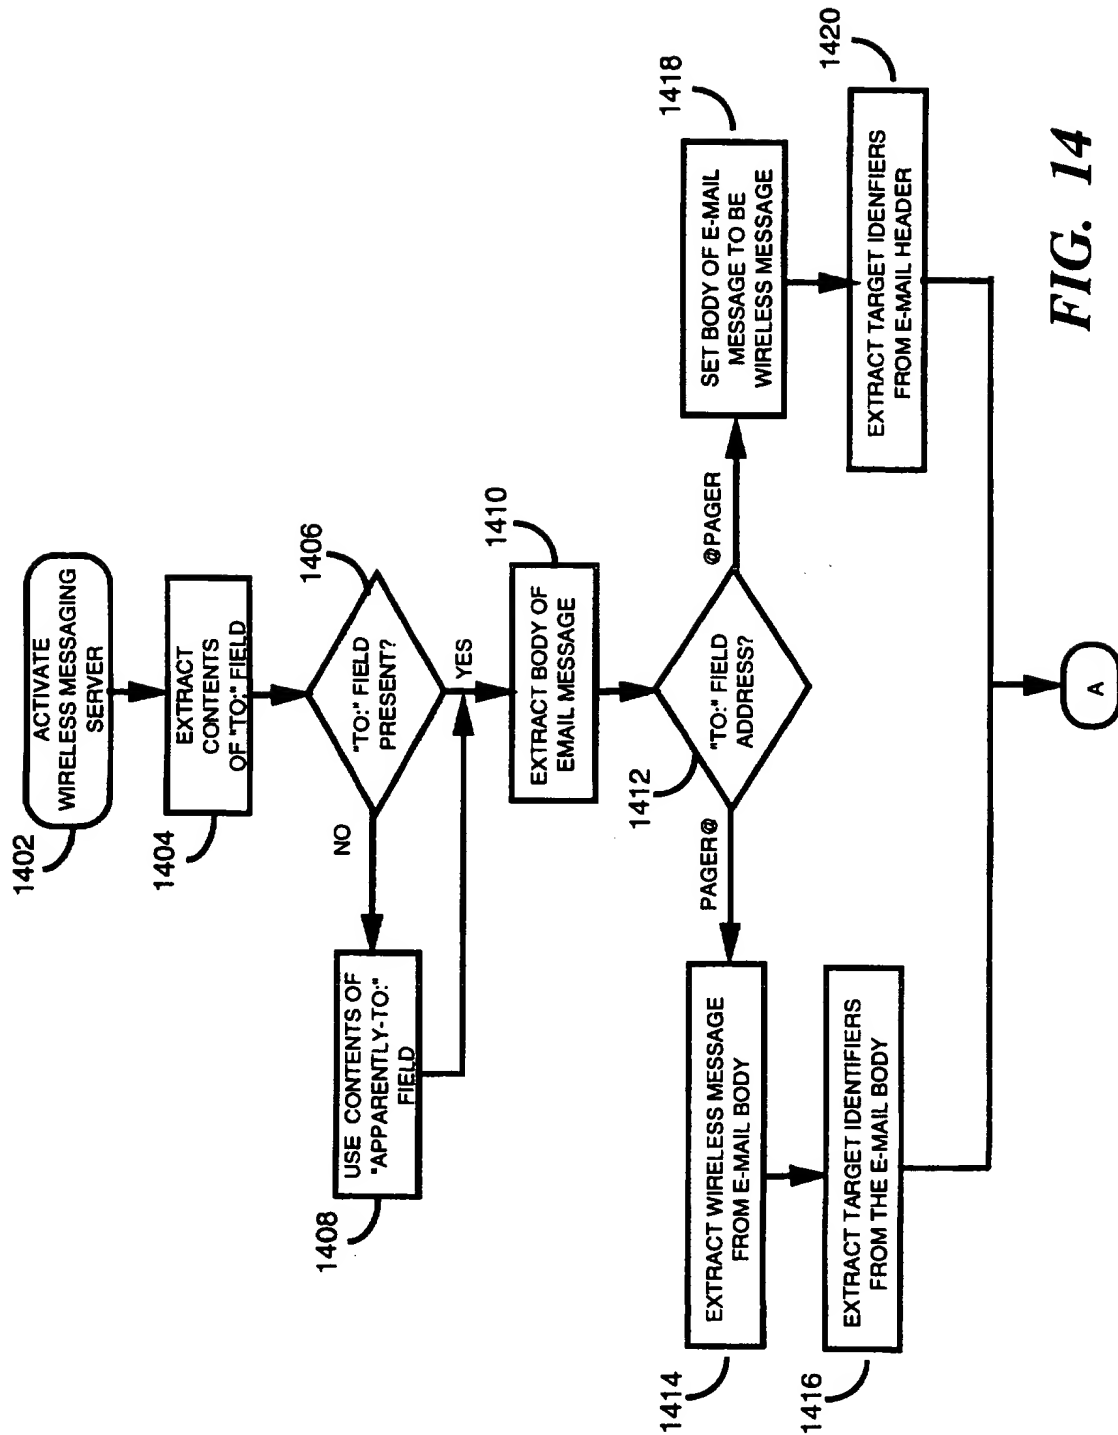 1402
ACTIVATE
WIRELESS MESSAGING
SERVER
1404
EXTRACT
CONTENTS
OF "TO:" FIELD
1406
"TO:" FIELD
PRESENT?
NO
YES
1408
USE CONTENTS OF
"APPARENTLY-TO:"
FIELD
1410
EXTRACT BODY OF
EMAIL MESSAGE
1412
"TO:" FIELD
ADDRESS?
PAGER@
@PAGER
1414
EXTRACT WIRELESS MESSAGE
FROM E-MAIL BODY
1416
EXTRACT TARGET IDENTIFIERS
FROM THE E-MAIL BODY
1418
SET BODY OF E-MAIL
MESSAGE TO BE
WIRELESS MESSAGE
1420
EXTRACT TARGET IDENFIERS
FROM E-MAIL HEADER
A
FIG. 14